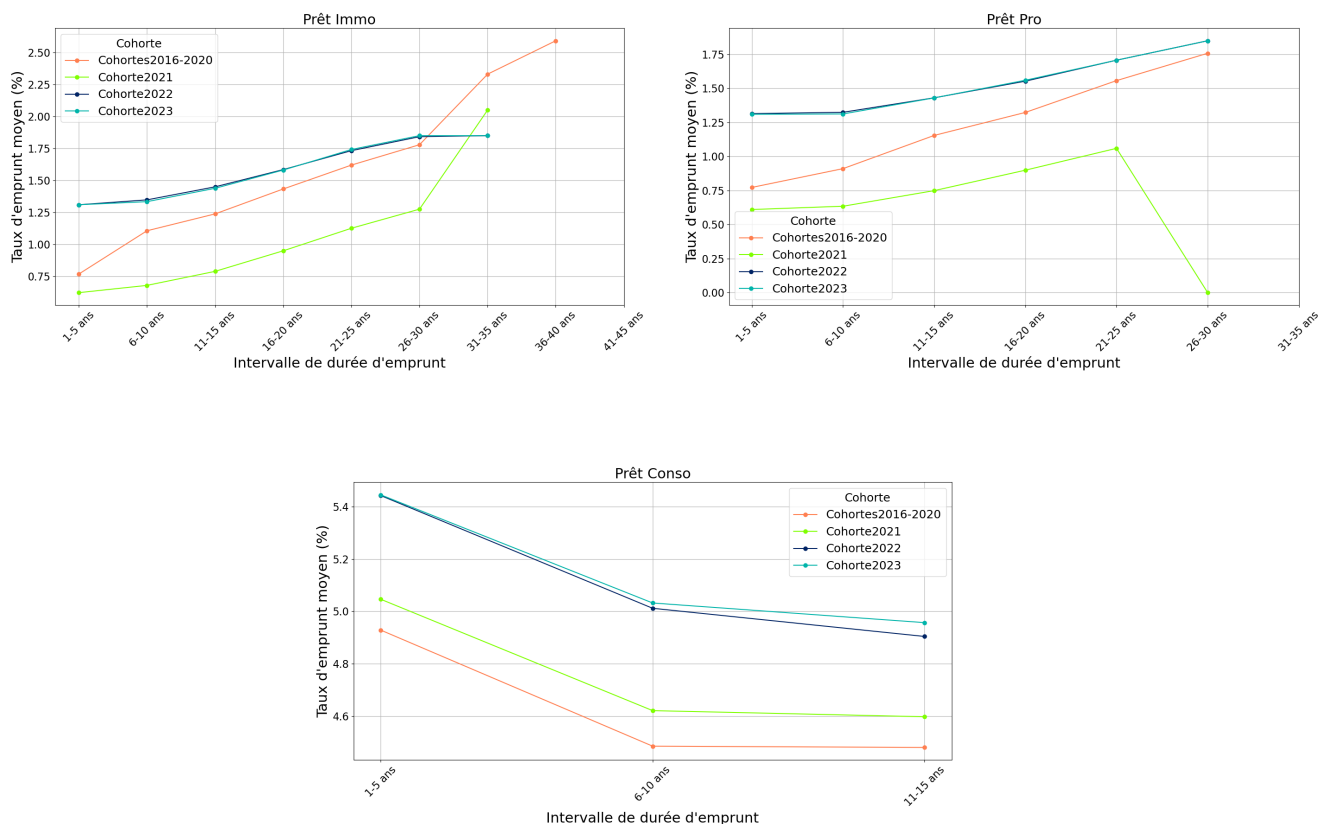 Prêt Immo
Taux d'emprunt moyen (%)
2.50
2.25
2.00
1.75
1.50
1.25
1.00
0.75
Cohorte
Cohortes2016-2020
Cohorte2021
Cohorte2022
Cohorte2023
1-5 ans
6-10 ans
11-15 ans
16-20 ans
21-25 ans
26-30 ans
31-35 ans
36-40 ans
41-45 ans
Intervalle de durée d'emprunt
Prêt Pro
Taux d'emprunt moyen (%)
1.75
1.50
1.25
1.00
0.75
0.50
0.25
0.00
Cohorte
Cohortes2016-2020
Cohorte2021
Cohorte2022
Cohorte2023
1-5 ans
6-10 ans
11-15 ans
16-20 ans
21-25 ans
26-30 ans
31-35 ans
Intervalle de durée d'emprunt
Prêt Conso
Taux d'emprunt moyen (%)
5.4
5.2
5.0
4.8
4.6
Cohorte
Cohortes2016-2020
Cohorte2021
Cohorte2022
Cohorte2023
1-5 ans
6-10 ans
11-15 ans
Intervalle de durée d'emprunt